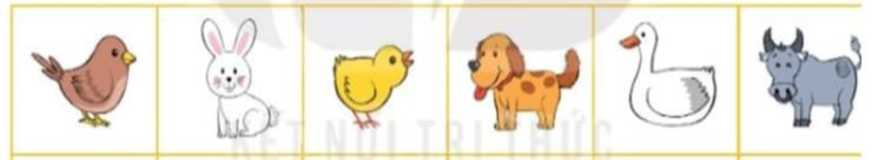 KẾT NỐI TRI THỨC